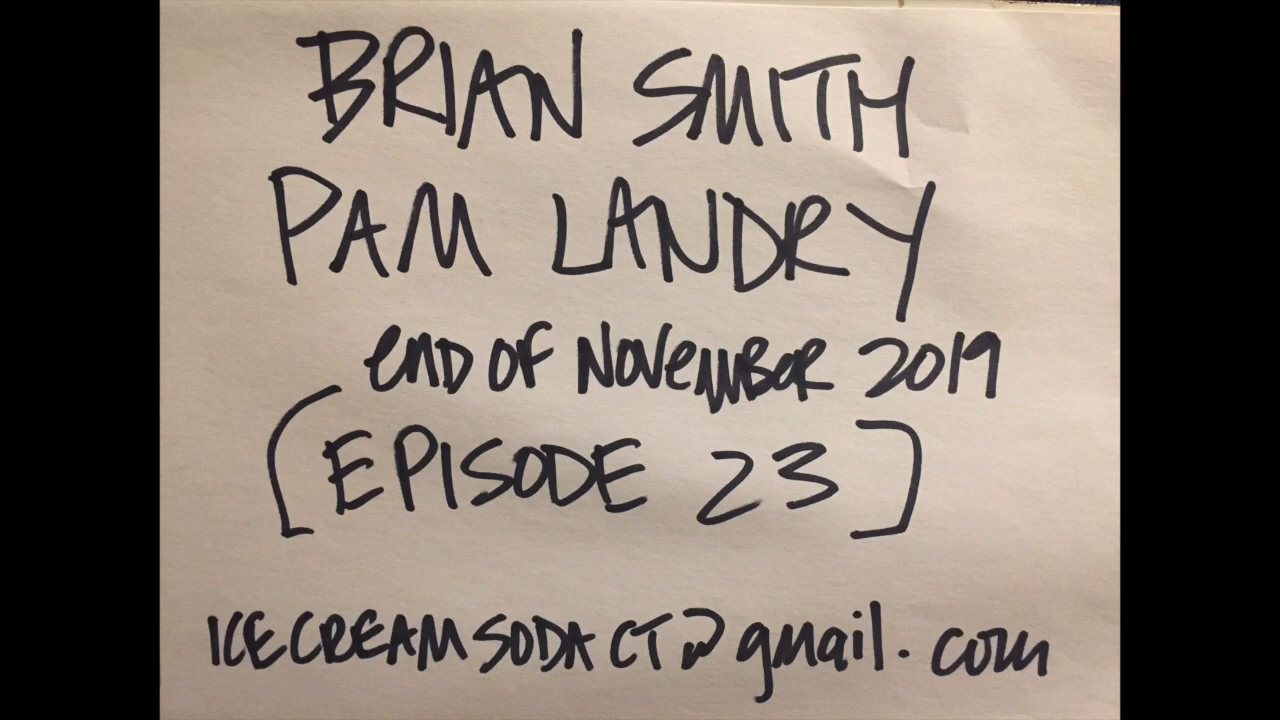 BRIAN SMITH
PAM LANDRY
end OF NOVEMBER 2019
[EPISODE 23]
ICECREAMSODACT@gmail.com